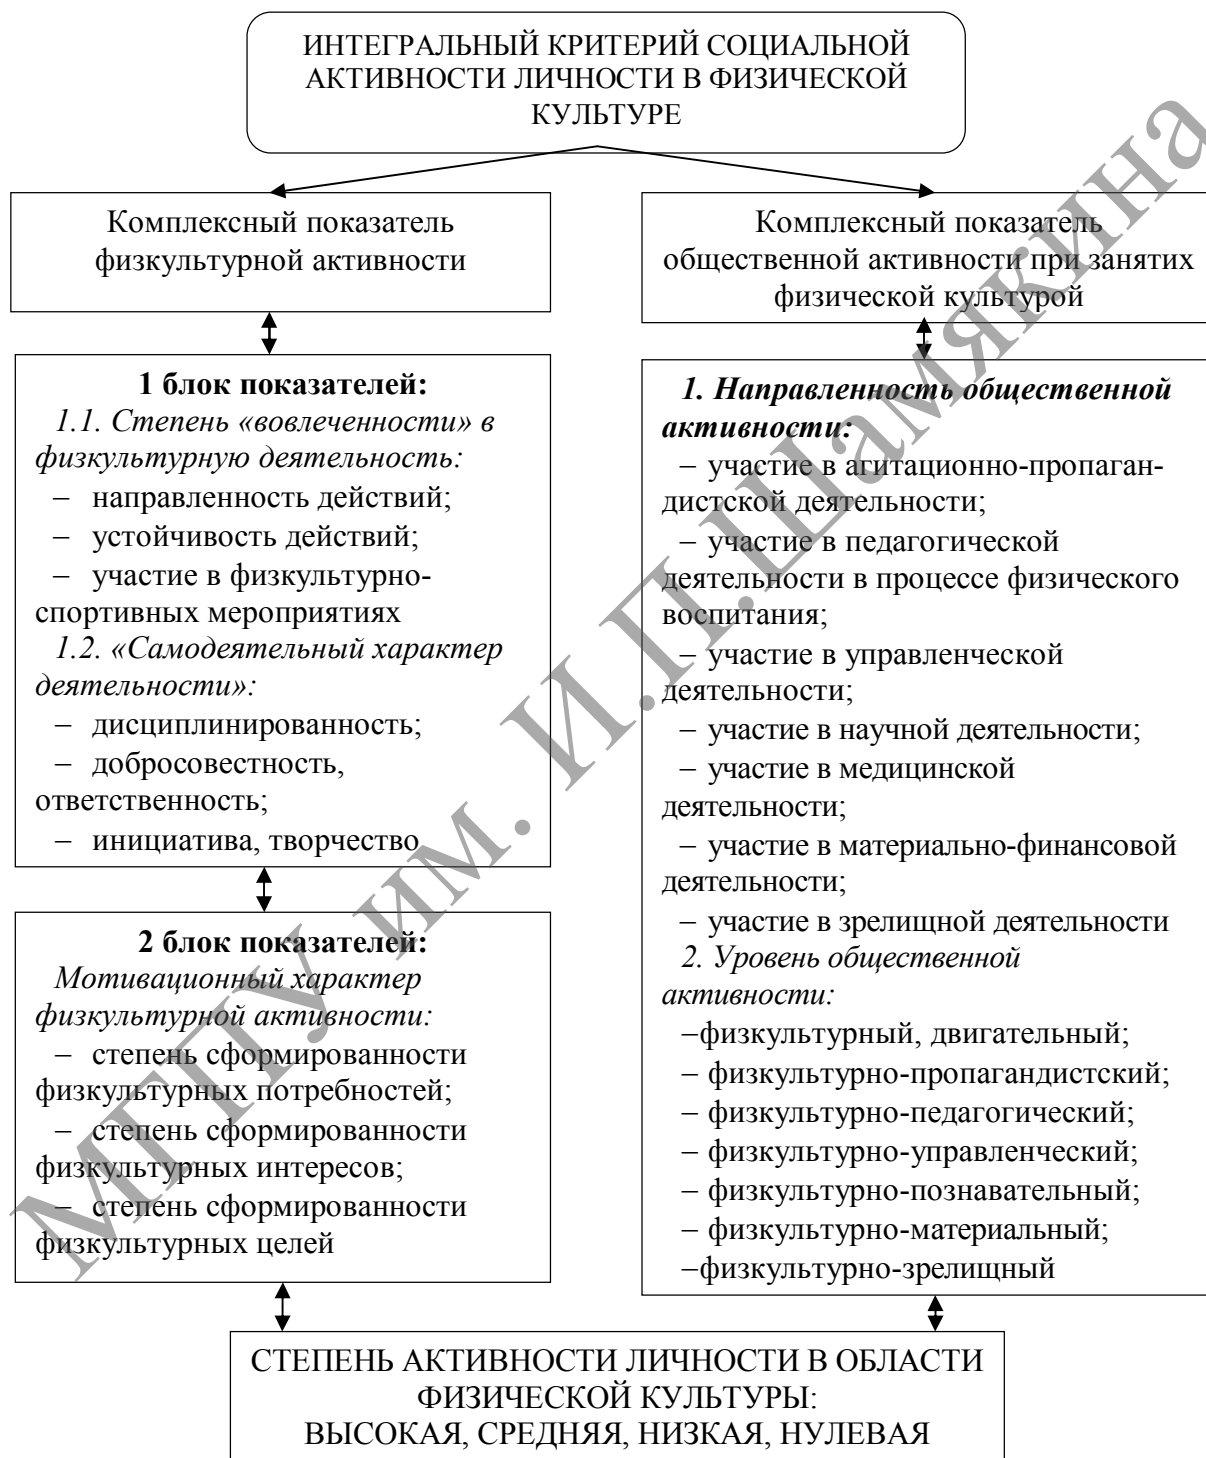 ИНТЕГРАЛЬНЫЙ КРИТЕРИЙ СОЦИАЛЬНОЙ
АКТИВНОСТИ ЛИЧНОСТИ В ФИЗИЧЕСКОЙ
КУЛЬТУРЕ
Комплексный показатель
физкультурной активности
Комплексный показатель
общественной активности при занятих
физической культурой
1 блок показателей:
1.1. Степень «вовлеченности» в
физкультурную деятельность:
– направленность действий;
– устойчивость действий;
– участие в физкультурно-
спортивных мероприятиях
1.2. «Самодеятельный характер
деятельности»:
– дисциплинированность;
– добросовестность,
ответственность;
– инициатива, творчество
2 блок показателей:
Мотивационный характер
физкультурной активности:
– степень сформированности
физкультурных потребностей;
– степень сформированности
физкультурных интересов;
– степень сформированности
физкультурных целей
1. Направленность общественной
активности:
– участие в агитационно-пропаган-
дистской деятельности;
– участие в педагогической
деятельности в процессе физического
воспитания;
– участие в управленческой
деятельности;
– участие в научной деятельности;
– участие в медицинской
деятельности;
– участие в материально-финансовой
деятельности;
– участие в зрелищной деятельности
2. Уровень общественной
активности:
–физкультурный, двигательный;
– физкультурно-пропагандистский;
– физкультурно-педагогический;
– физкультурно-управленческий;
– физкультурно-познавательный;
– физкультурно-материальный;
–физкультурно-зрелищный
СТЕПЕНЬ АКТИВНОСТИ ЛИЧНОСТИ В ОБЛАСТИ
ФИЗИЧЕСКОЙ КУЛЬТУРЫ:
ВЫСОКАЯ, СРЕДНЯЯ, НИЗКАЯ, НУЛЕВАЯ
МГПУ им. И.П.Шамякина